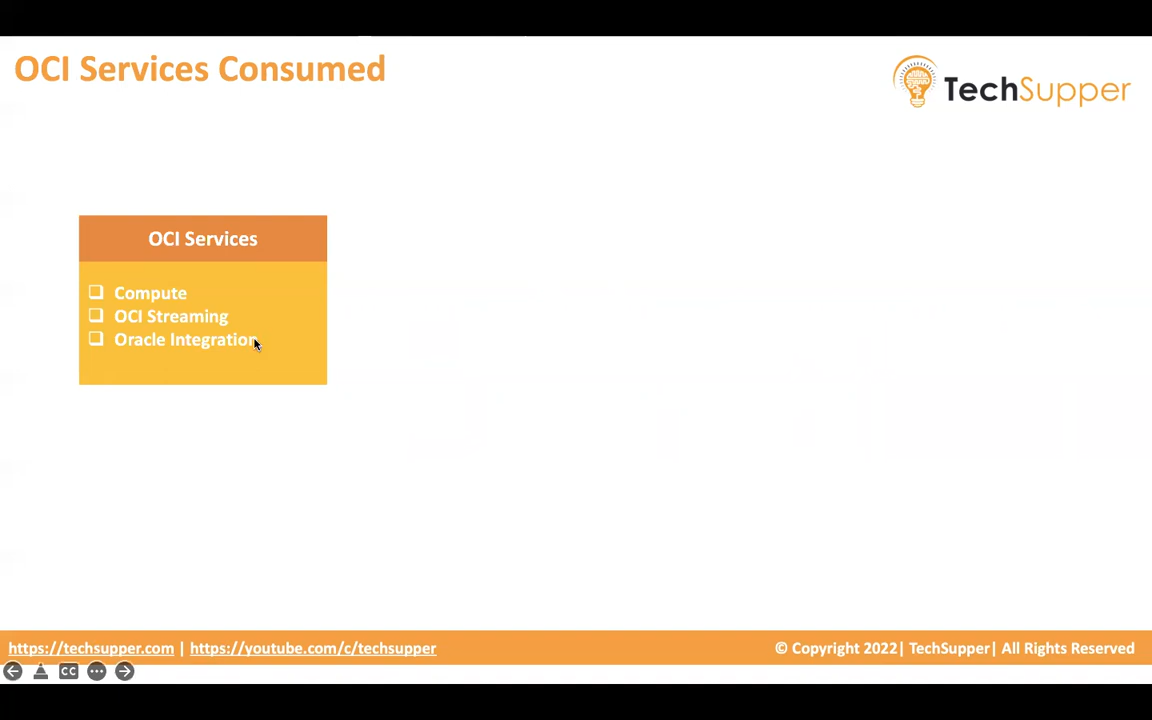 OCI Services Consumed
TechSupper
OCI Services
Compute
OCI Streaming
Oracle Integration
https://techsupper.com | https://youtube.com/c/techsupper
© Copyright 2022| TechSupper| All Rights Reserved
CC